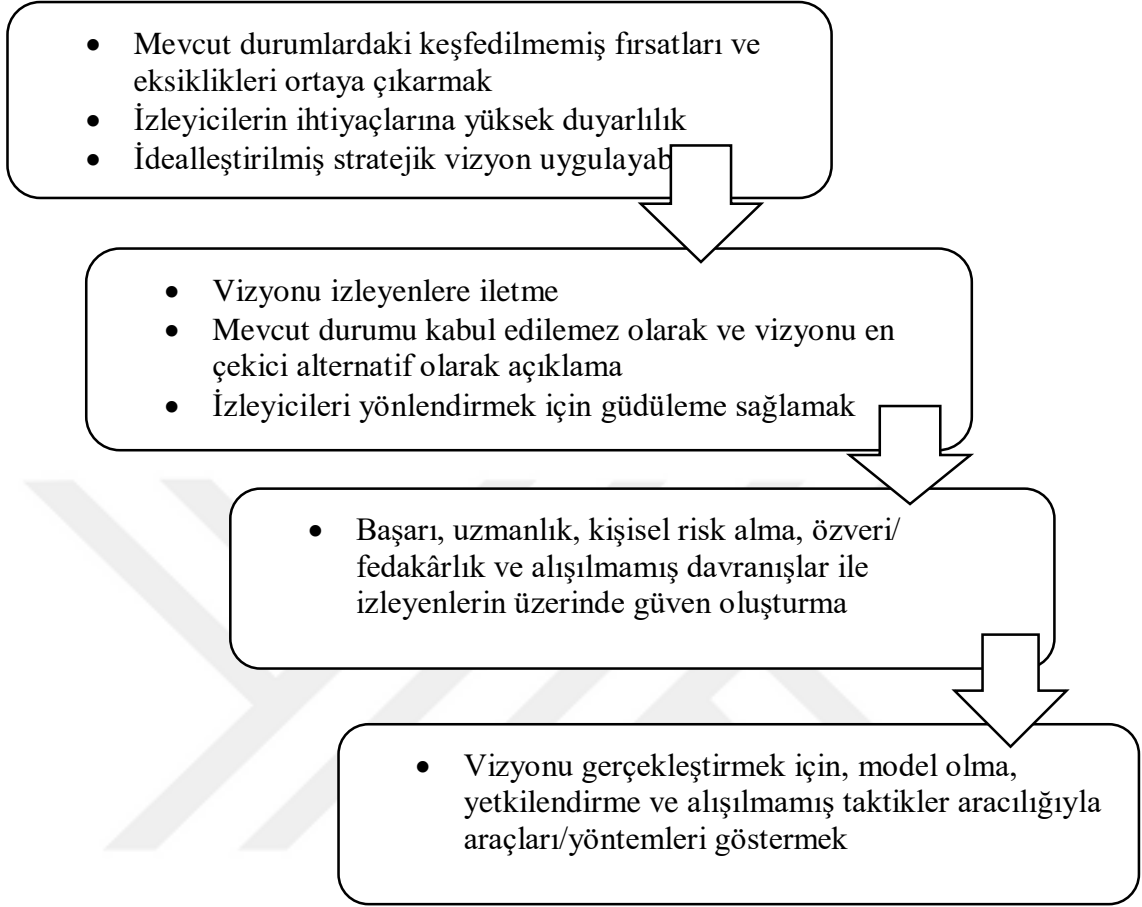 • Mevcut durumlardaki keşfedilmemiş fırsatları ve
eksiklikleri ortaya çıkarmak
• İzleyicilerin ihtiyaçlarına yüksek duyarlılık
• İdealleştirilmiş stratejik vizyon
• Vizyonu izleyenlere iletme
• Mevcut durumu kabul edilemez olarak ve vizyonu en
çekici alternatif olarak açıklama
• İzleyicileri yönlendirmek için güdüleme sağlamak
• Başarı, uzmanlık, kişisel risk alma, özveri/
fedakârlık ve alışılmamış davranışlar ile
izleyenlerin üzerinde güven oluşturma
• Vizyonu gerçekleştirmek için, model olma,
yetkilendirme ve alışılmamış taktikler aracılığıyla
araçları/yöntemleri göstermek